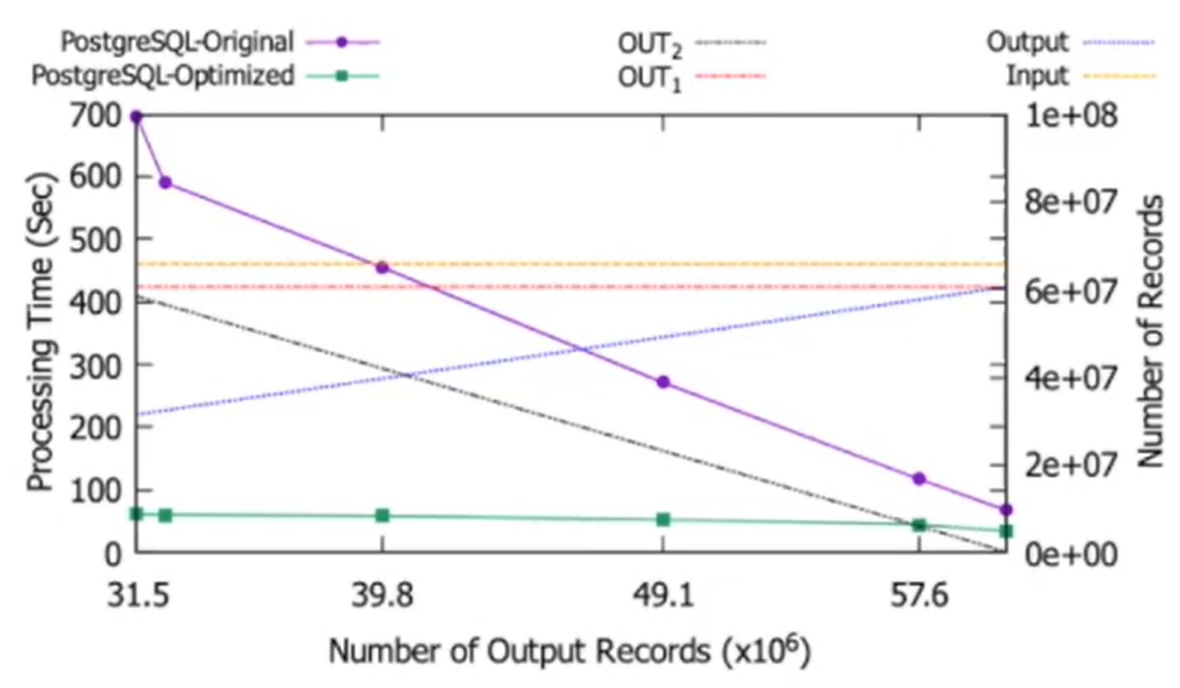 PostgreSQL-Original
PostgreSQL-Optimized
OUT₂
OUT₁
Output
Input
700
600
500
400
300
200
100
0
Processing Time (Sec)
1e+08
8e+07
6e+07
4e+07
2e+07
0e+00
Number of Records
31.5 39.8 49.1 57.6
Number of Output Records (x10⁶)